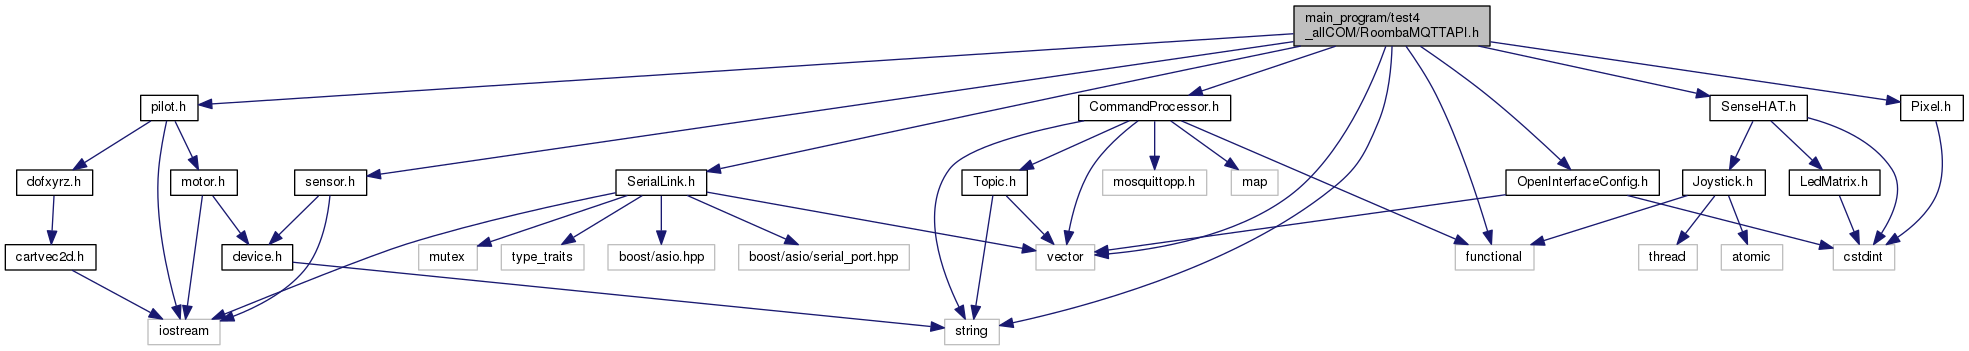 main_program/test4
_allCOM/RoombaMQTTAPI.h
pilot.h
CommandProcessor.h
SenseHAT.h
Pixel.h
dofxyrz.h
motor.h
sensor.h
SerialLink.h
Topic.h
mosquittopp.h
map
OpenInterfaceConfig.h
Joystick.h
LedMatrix.h
cartvec2d.h
device.h
mutex
type_traits
boost/asio.hpp
boost/asio/serial_port.hpp
vector
functional
thread
atomic
cstdint
iostream
string